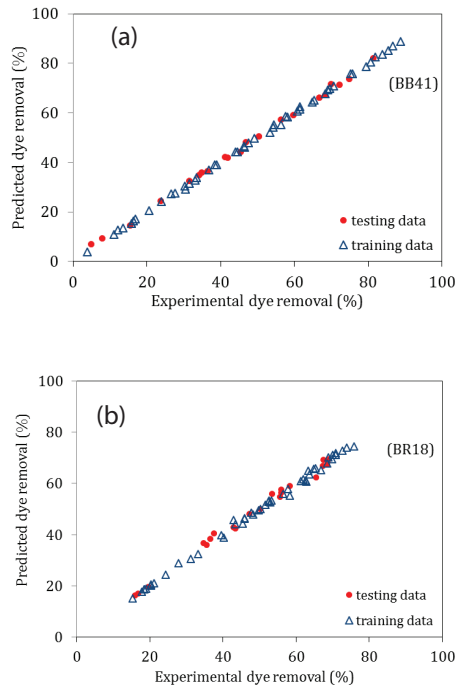 (a)
(BB41)
Predicted dye removal (%)
100
80
60
40
20
0
testing data
training data
0 20 40 60 80 100
Experimental dye removal (%)
(b)
(BR18)
Predicted dye removal (%)
100
80
60
40
20
0
testing data
training data
0 20 40 60 80 100
Experimental dye removal (%)